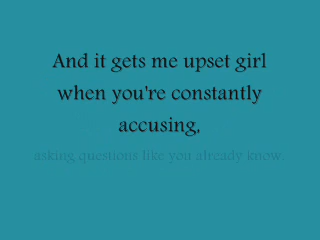 And it gets me upset girl
when you're constantly
accusing,
asking questions like you already know.